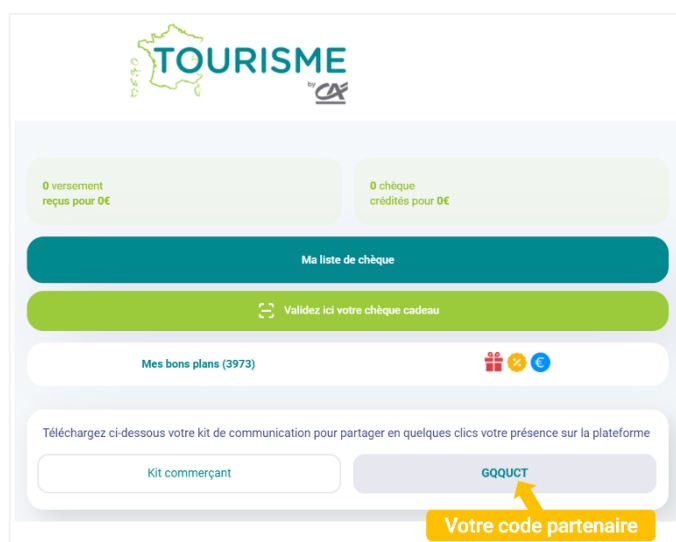 TOURISME
by CA
0 versement
reçus pour 0€
0 chèque
crédités pour 0€
Ma liste de chèque
Validez ici votre chèque cadeau
Mes bons plans (3973)
Téléchargez ci-dessous votre kit de communication pour partager en quelques clics votre présence sur la plateforme
Kit commerçant
GQQUCT
Votre code partenaire